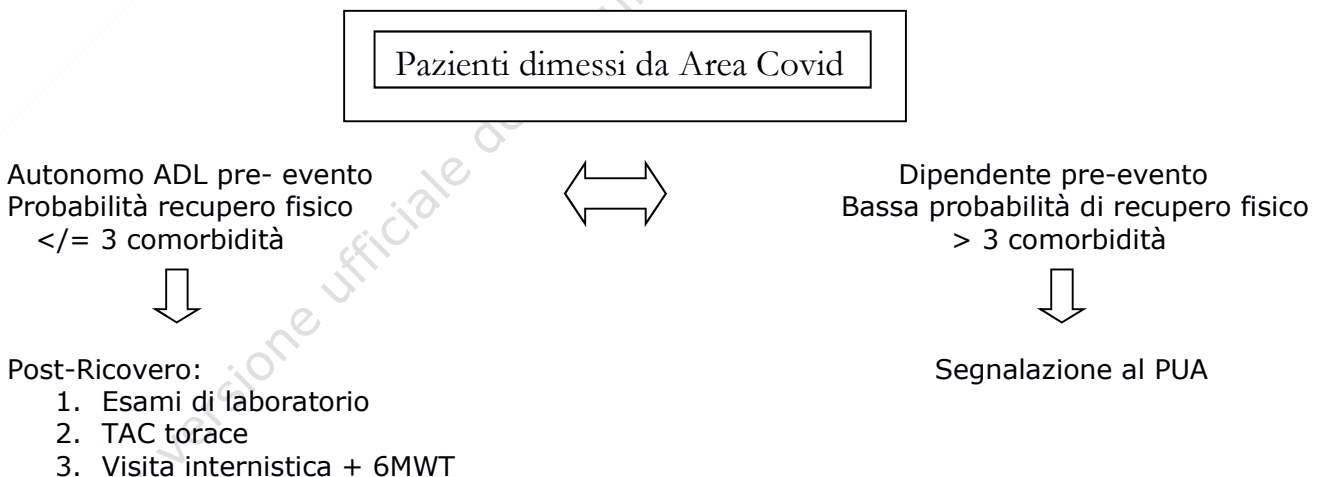 Pazienti dimessi da Area Covid
Autonomo ADL pre- evento
Probabilità recupero fisico
</= 3 comorbidità
Dipendente pre-evento
Bassa probabilità di recupero fisico
> 3 comorbidità
Post-Ricovero:
1. Esami di laboratorio
2. TAC torace
3. Visita internistica + 6MWT
Segnalazione al PUA
versione ufficiale